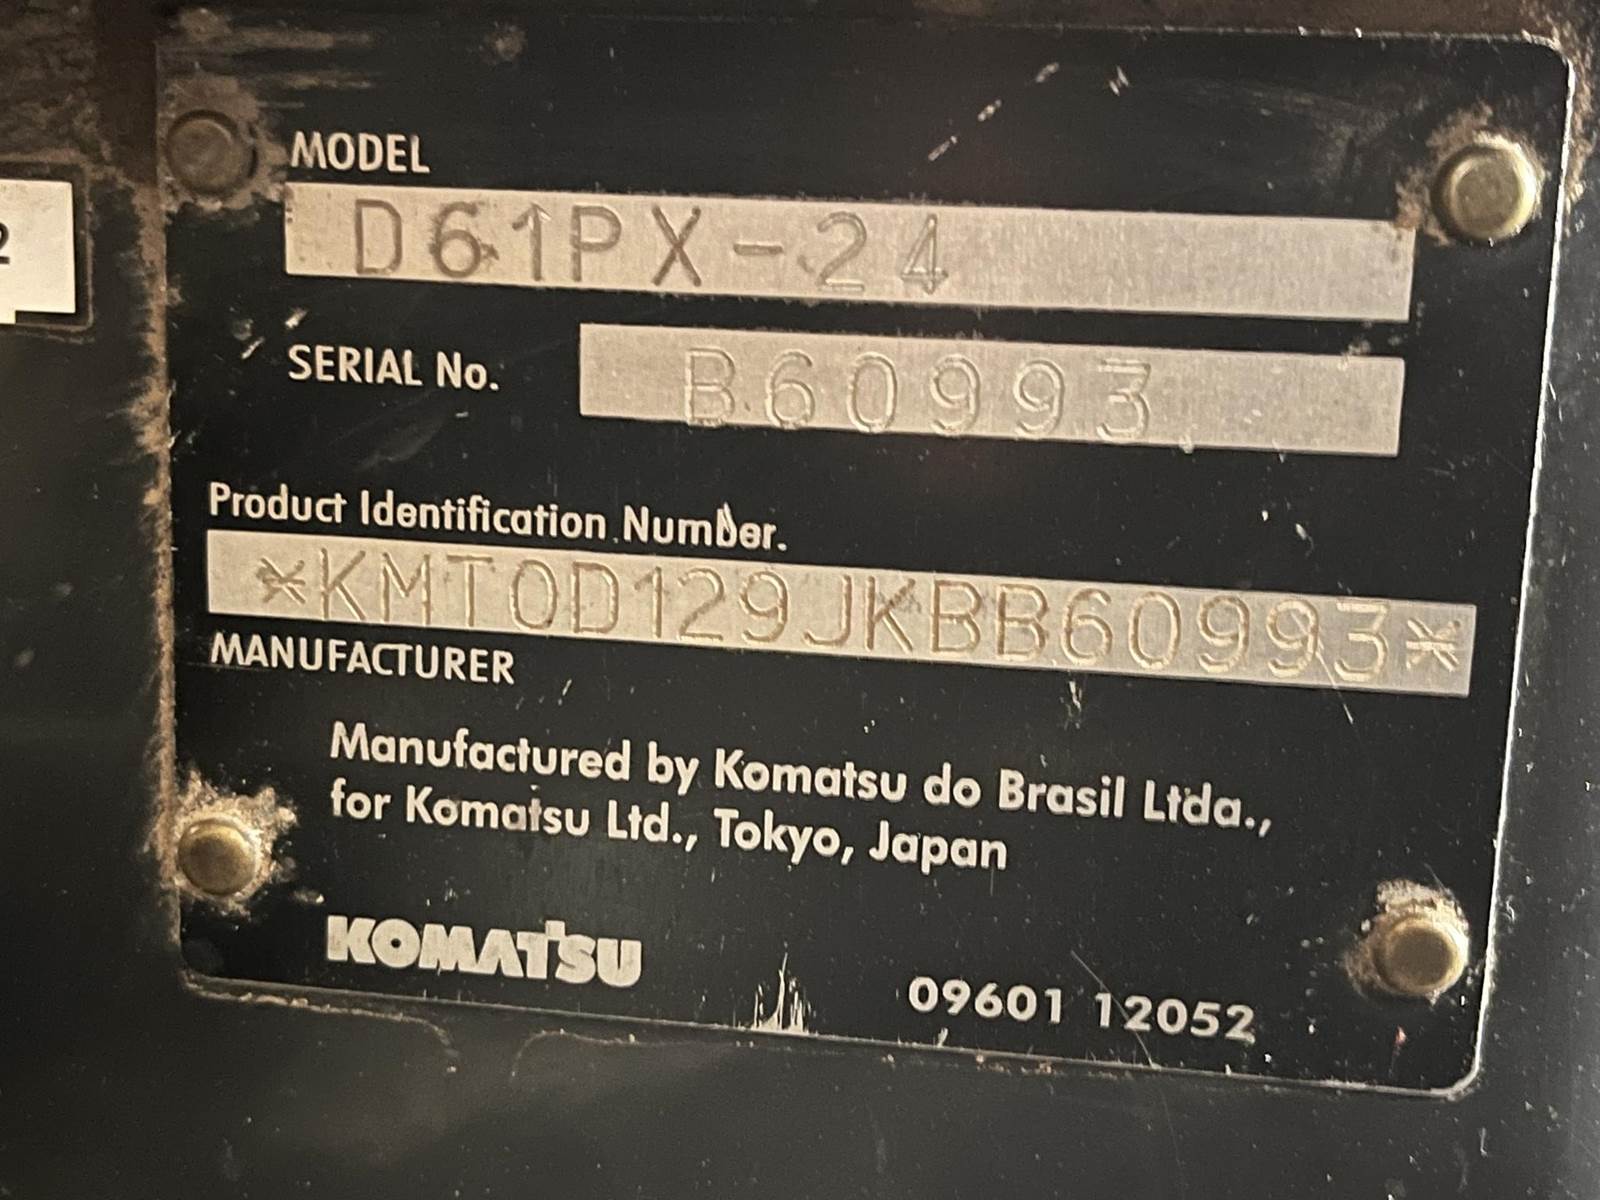 MODEL
D61PX-24
2
SERIAL No.
B60993
Product Identification Number.
*KMT0D129JKBB60993*
MANUFACTURER
Manufactured by Komatsu do Brasil Ltda.,
for Komatsu Ltd., Tokyo, Japan
KOMATSU
09601 12052